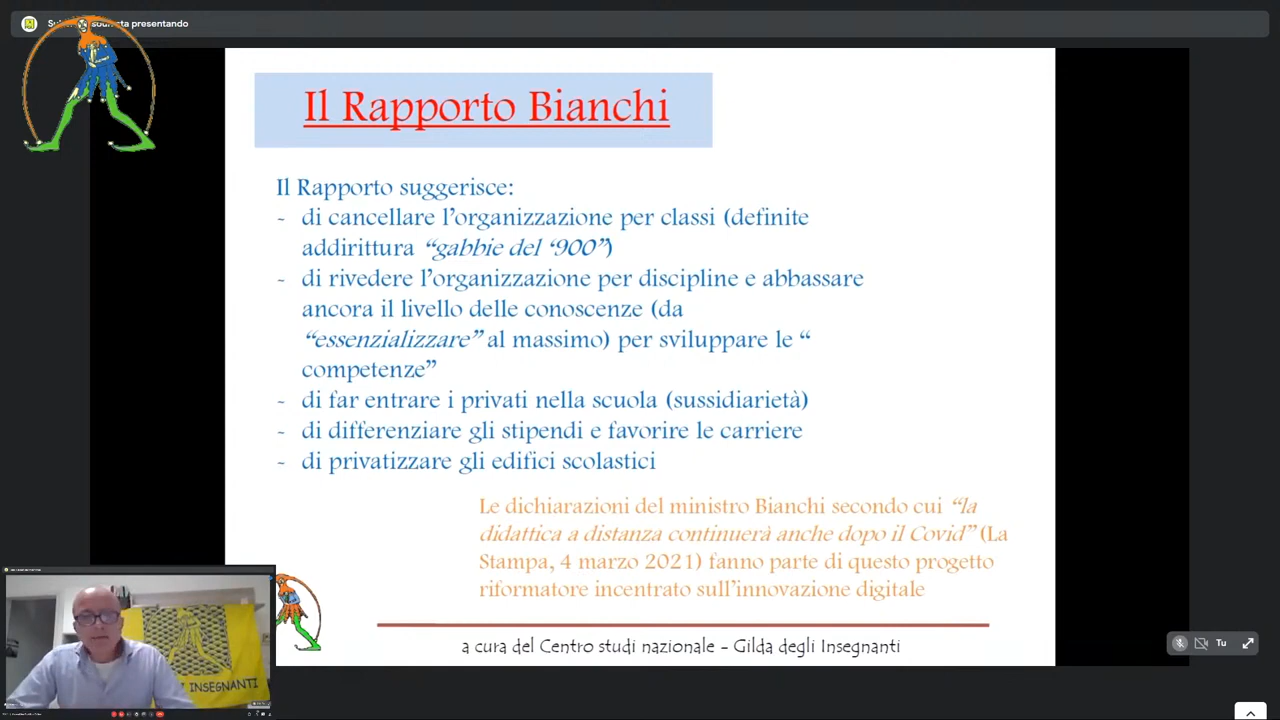 sta presentando
Il Rapporto Bianchi
Il Rapporto suggerisce:
- di cancellare l'organizzazione per classi (definite
addirittura “gabbie del ‘900”)
- di rivedere l'organizzazione per discipline e abbassare
ancora il livello delle conoscenze (da
“essenzializzare” al massimo) per sviluppare le “
competenze”
- di far entrare i privati nella scuola (sussidiarietà)
- di differenziare gli stipendi e favorire le carriere
- di privatizzare gli edifici scolastici
Le dichiarazioni del ministro Bianchi secondo cui “la
didattica a distanza continuerà anche dopo il Covid” (La
Stampa, 4 marzo 2021) fanno parte di questo progetto
riformatore incentrato sull'innovazione digitale
a cura del Centro studi nazionale - Gilda degli Insegnanti
Tu
INSEGNANTI